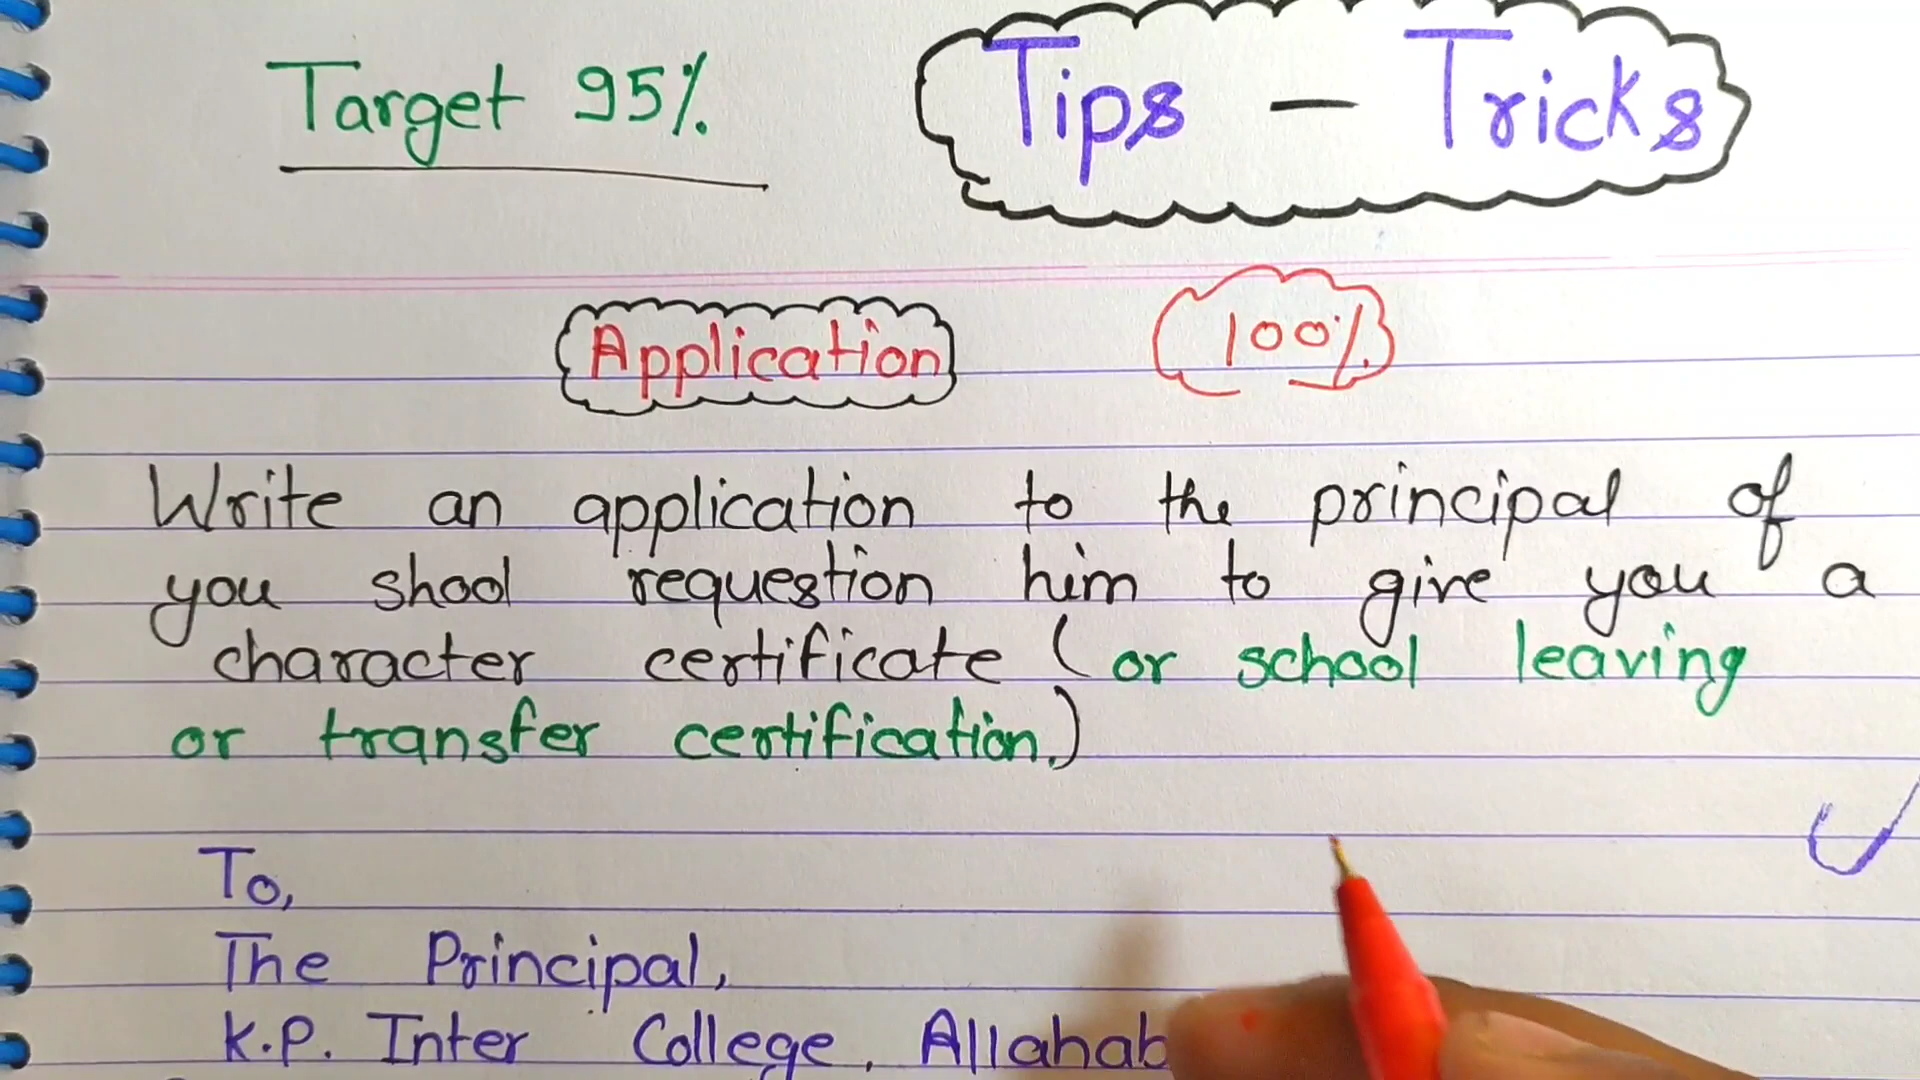 Target 95%
Tips - Tricks
Application
100%
Write an application to the principal of
you shool requestion him to give you a
character certificate (or school leaving
or transfer certification.)
To,
The Principal,
K.P. Inter College, Allahab